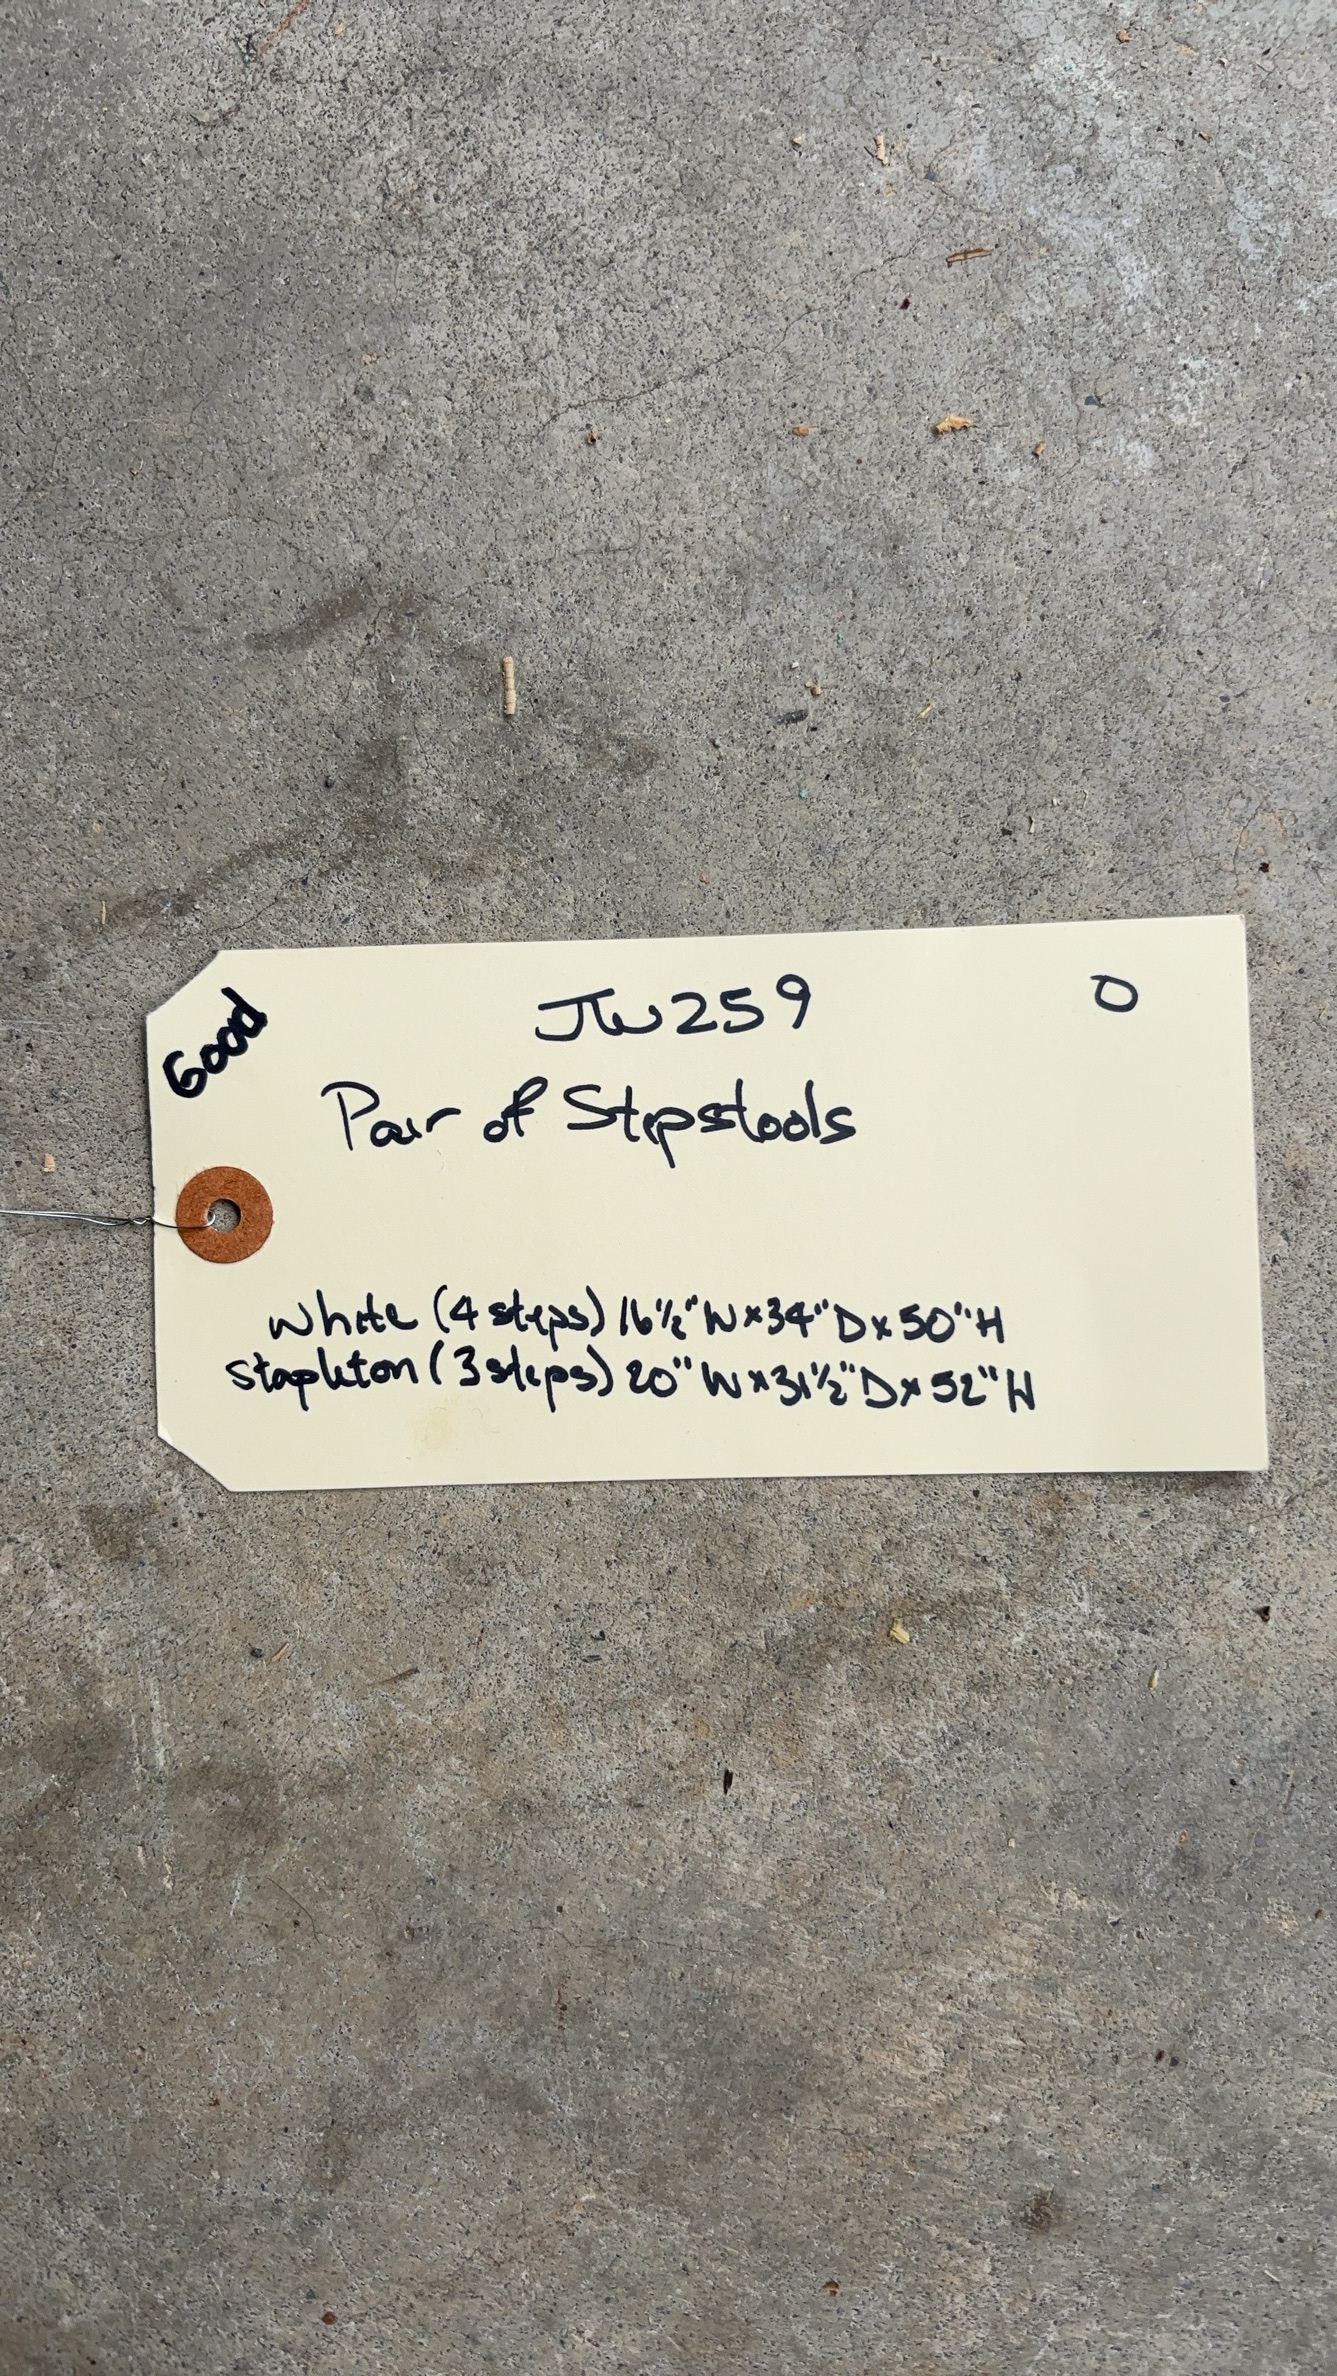 Good
JW259
O
Pair of Stepstools
White (4 steps) 16½"W×34"D×50"H
Stapleton (3 steps) 20"W×31½"D×52"H